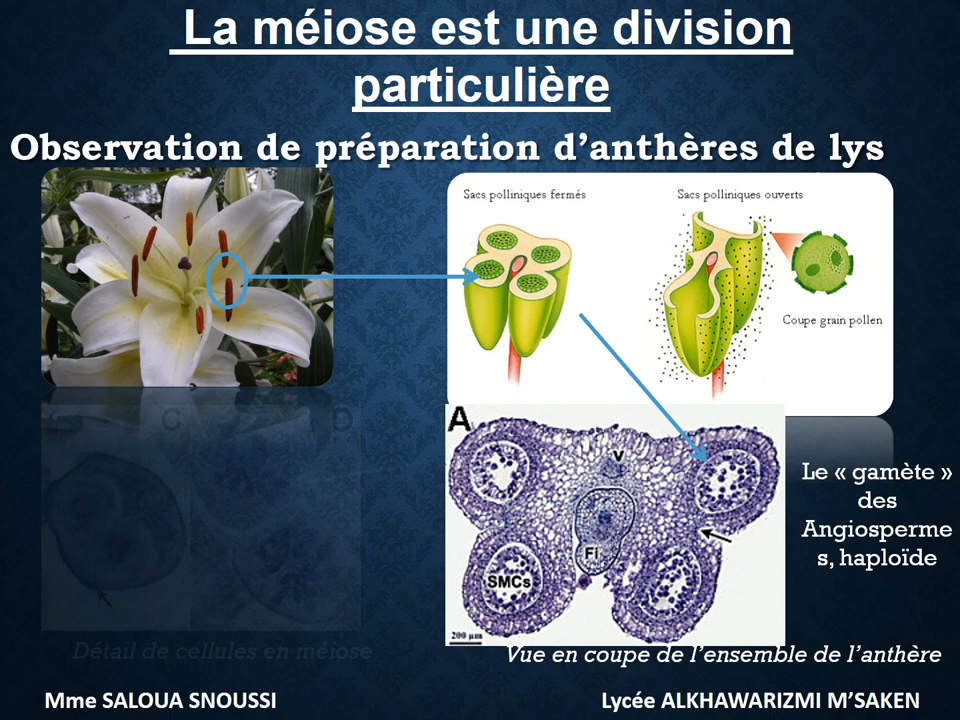 La méiose est une division
particulière
Observation de préparation d’anthères de lys
Sacs polliniques fermés
Sacs polliniques ouverts
Coupe grain pollen
C
D
A
V
Fl
SMCs
200 µm
Le « gamète »
des
Angiosperme
s, haploïde
Détail de cellules en méiose
Vue en coupe de l’ensemble de l’anthère
Mme SALOUA SNOUSSI
Lycée ALKHAWARIZMI M’SAKEN